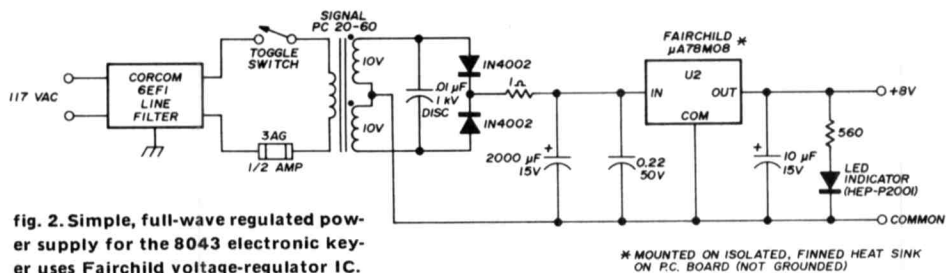 SIGNAL
PC 20-60
FAIRCHILD *
µA78M08
TOGGLE
SWITCH
10V
IN4002
CORCOM
6EFI
LINE
FILTER
117 VAC
.01 µF
1 kV
DISC
1Ω
U2
IN
OUT
COM
+8V
3AG
1/2 AMP
10V
IN4002
2000 µF
15V
+
0.22
50V
+
10 µF
15V
560
LED
INDICATOR
(HEP-P2001)
COMMON
fig. 2. Simple, full-wave regulated pow-
er supply for the 8043 electronic key-
er uses Fairchild voltage-regulator IC.
* MOUNTED ON ISOLATED, FINNED HEAT SINK
ON P.C. BOARD (NOT GROUNDED)